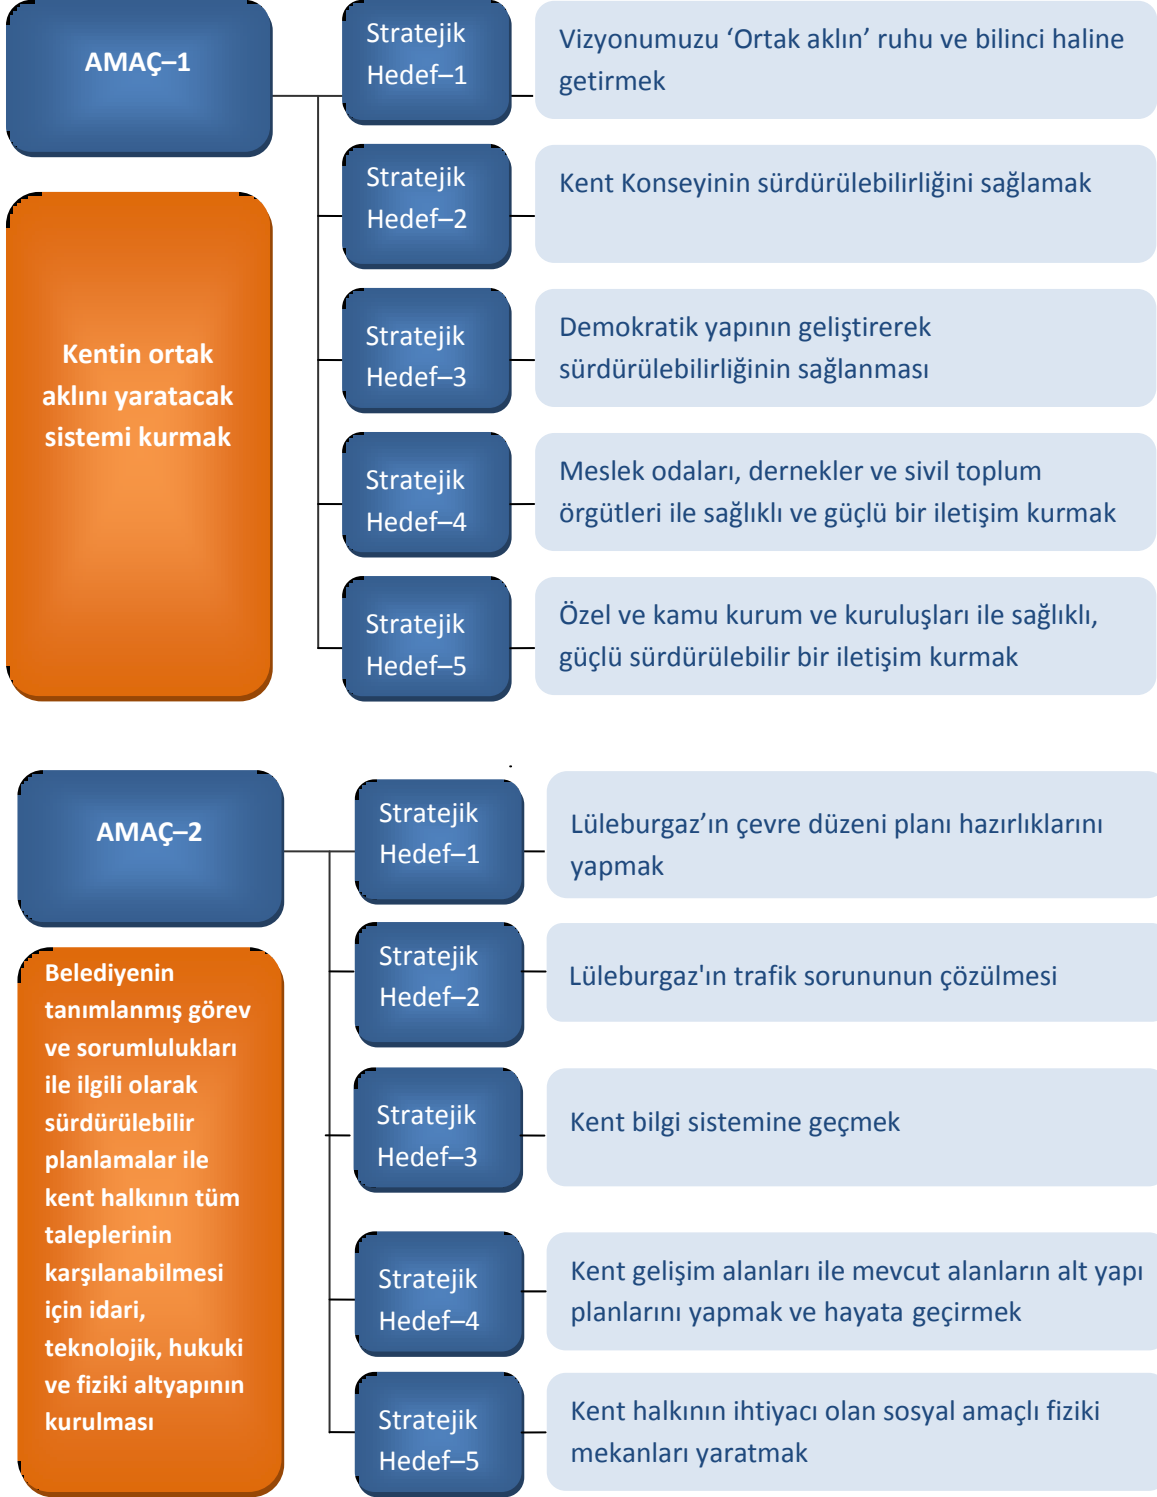 AMAÇ–1
Kentin ortak
aklını yaratacak
sistemi kurmak
Stratejik
Hedef–1
Vizyonumuzu ‘Ortak aklın’ ruhu ve bilinci haline
getirmek
Stratejik
Hedef–2
Kent Konseyinin sürdürülebilirliğini sağlamak
Stratejik
Hedef–3
Demokratik yapının geliştirerek
sürdürülebilirliğinin sağlanması
Stratejik
Hedef–4
Meslek odaları, dernekler ve sivil toplum
örgütleri ile sağlıklı ve güçlü bir iletişim kurmak
Stratejik
Hedef–5
Özel ve kamu kurum ve kuruluşları ile sağlıklı,
güçlü sürdürülebilir bir iletişim kurmak
AMAÇ–2
Belediyenin
tanımlanmış görev
ve sorumlulukları
ile ilgili olarak
sürdürülebilir
planlamalar ile
kent halkının tüm
taleplerinin
karşılanabilmesi
için idari,
teknolojik, hukuki
ve fiziki altyapının
kurulması
Stratejik
Hedef–1
Lüleburgaz’ın çevre düzeni planı hazırlıklarını
yapmak
Stratejik
Hedef–2
Lüleburgaz'ın trafik sorununun çözülmesi
Stratejik
Hedef–3
Kent bilgi sistemine geçmek
Stratejik
Hedef–4
Kent gelişim alanları ile mevcut alanların alt yapı
planlarını yapmak ve hayata geçirmek
Stratejik
Hedef–5
Kent halkının ihtiyacı olan sosyal amaçlı fiziki
mekanları yaratmak